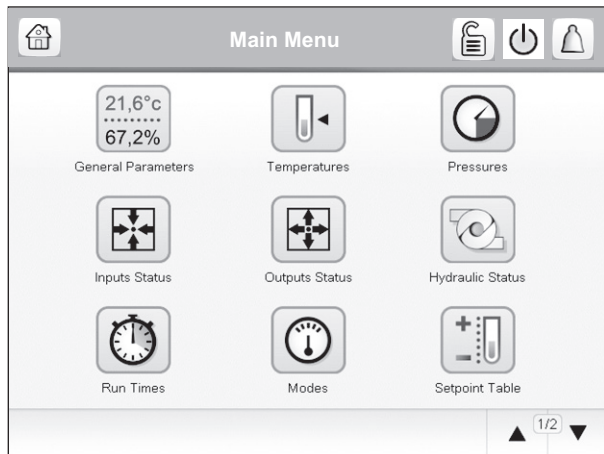 Main Menu
21,6°c
67,2%
General Parameters
Temperatures
Pressures
Inputs Status
Outputs Status
Hydraulic Status
Run Times
Modes
Setpoint Table
1/2